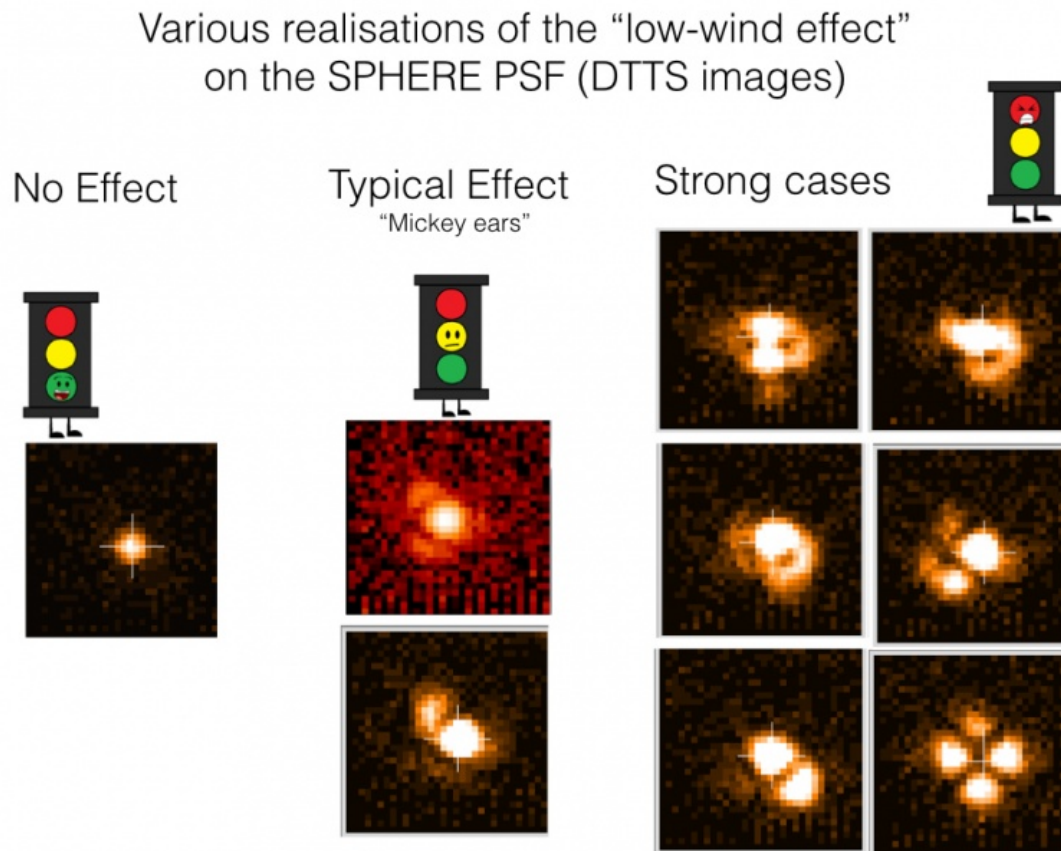 Various realisations of the “low-wind effect”
on the SPHERE PSF (DTTS images)
No Effect
Typical Effect
“Mickey ears”
Strong cases